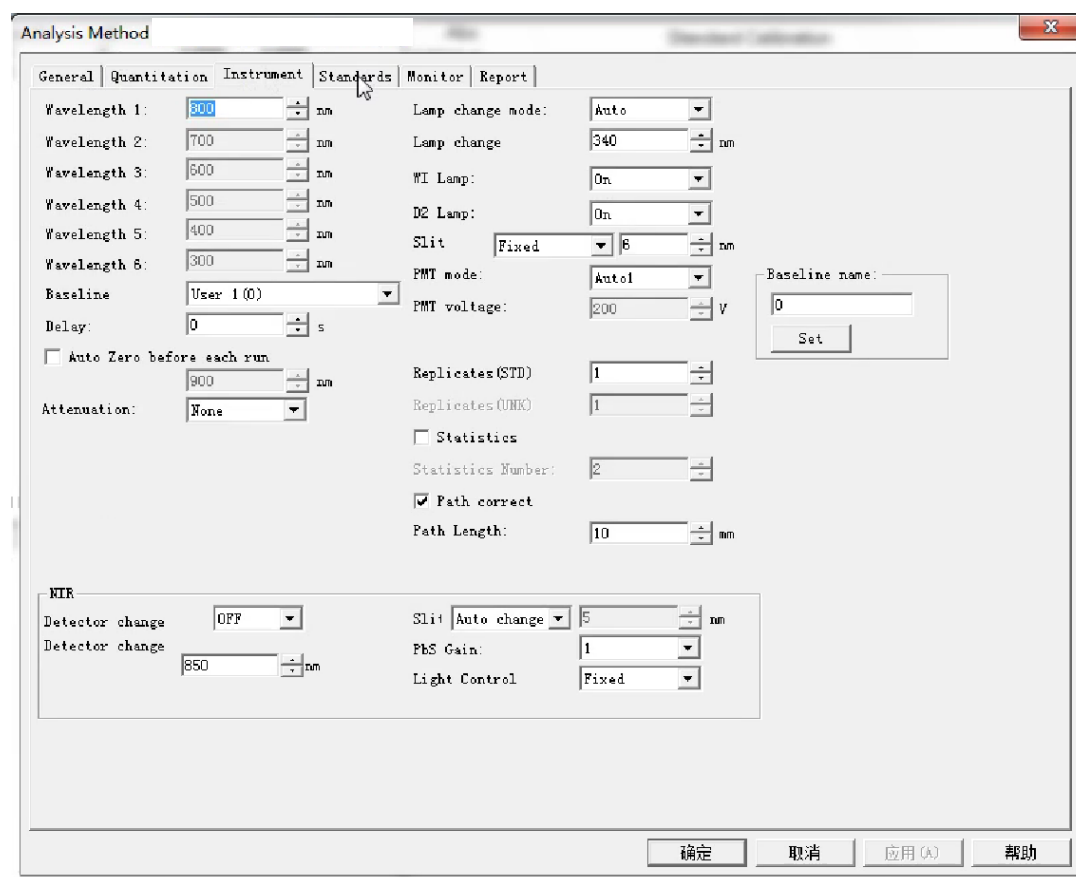 Analysis Method
General Quantitation Instrument Standards Monitor Report
Wavelength 1: 800 nm
Wavelength 2: 700 nm
Wavelength 3: 600 nm
Wavelength 4: 500 nm
Wavelength 5: 400 nm
Wavelength 6: 300 nm
Baseline User 1(0)
Delay: 0 s
Auto Zero before each run
900 nm
Attenuation: None
Lamp change mode: Auto
Lamp change 340 nm
WI Lamp: On
D2 Lamp: On
Slit Fixed 6 nm
PMT mode: Auto1
PMT voltage: 200 V
Replicates(STD) 1
Replicates(UNK) 1
Statistics
Statistics Number: 2
Path correct
Path Length: 10 mm
Baseline name:
0
Set
NIR
Detector change OFF
Detector change
850 nm
Slit Auto change 5 nm
PbS Gain: 1
Light Control Fixed
确定 取消 应用(A) 帮助